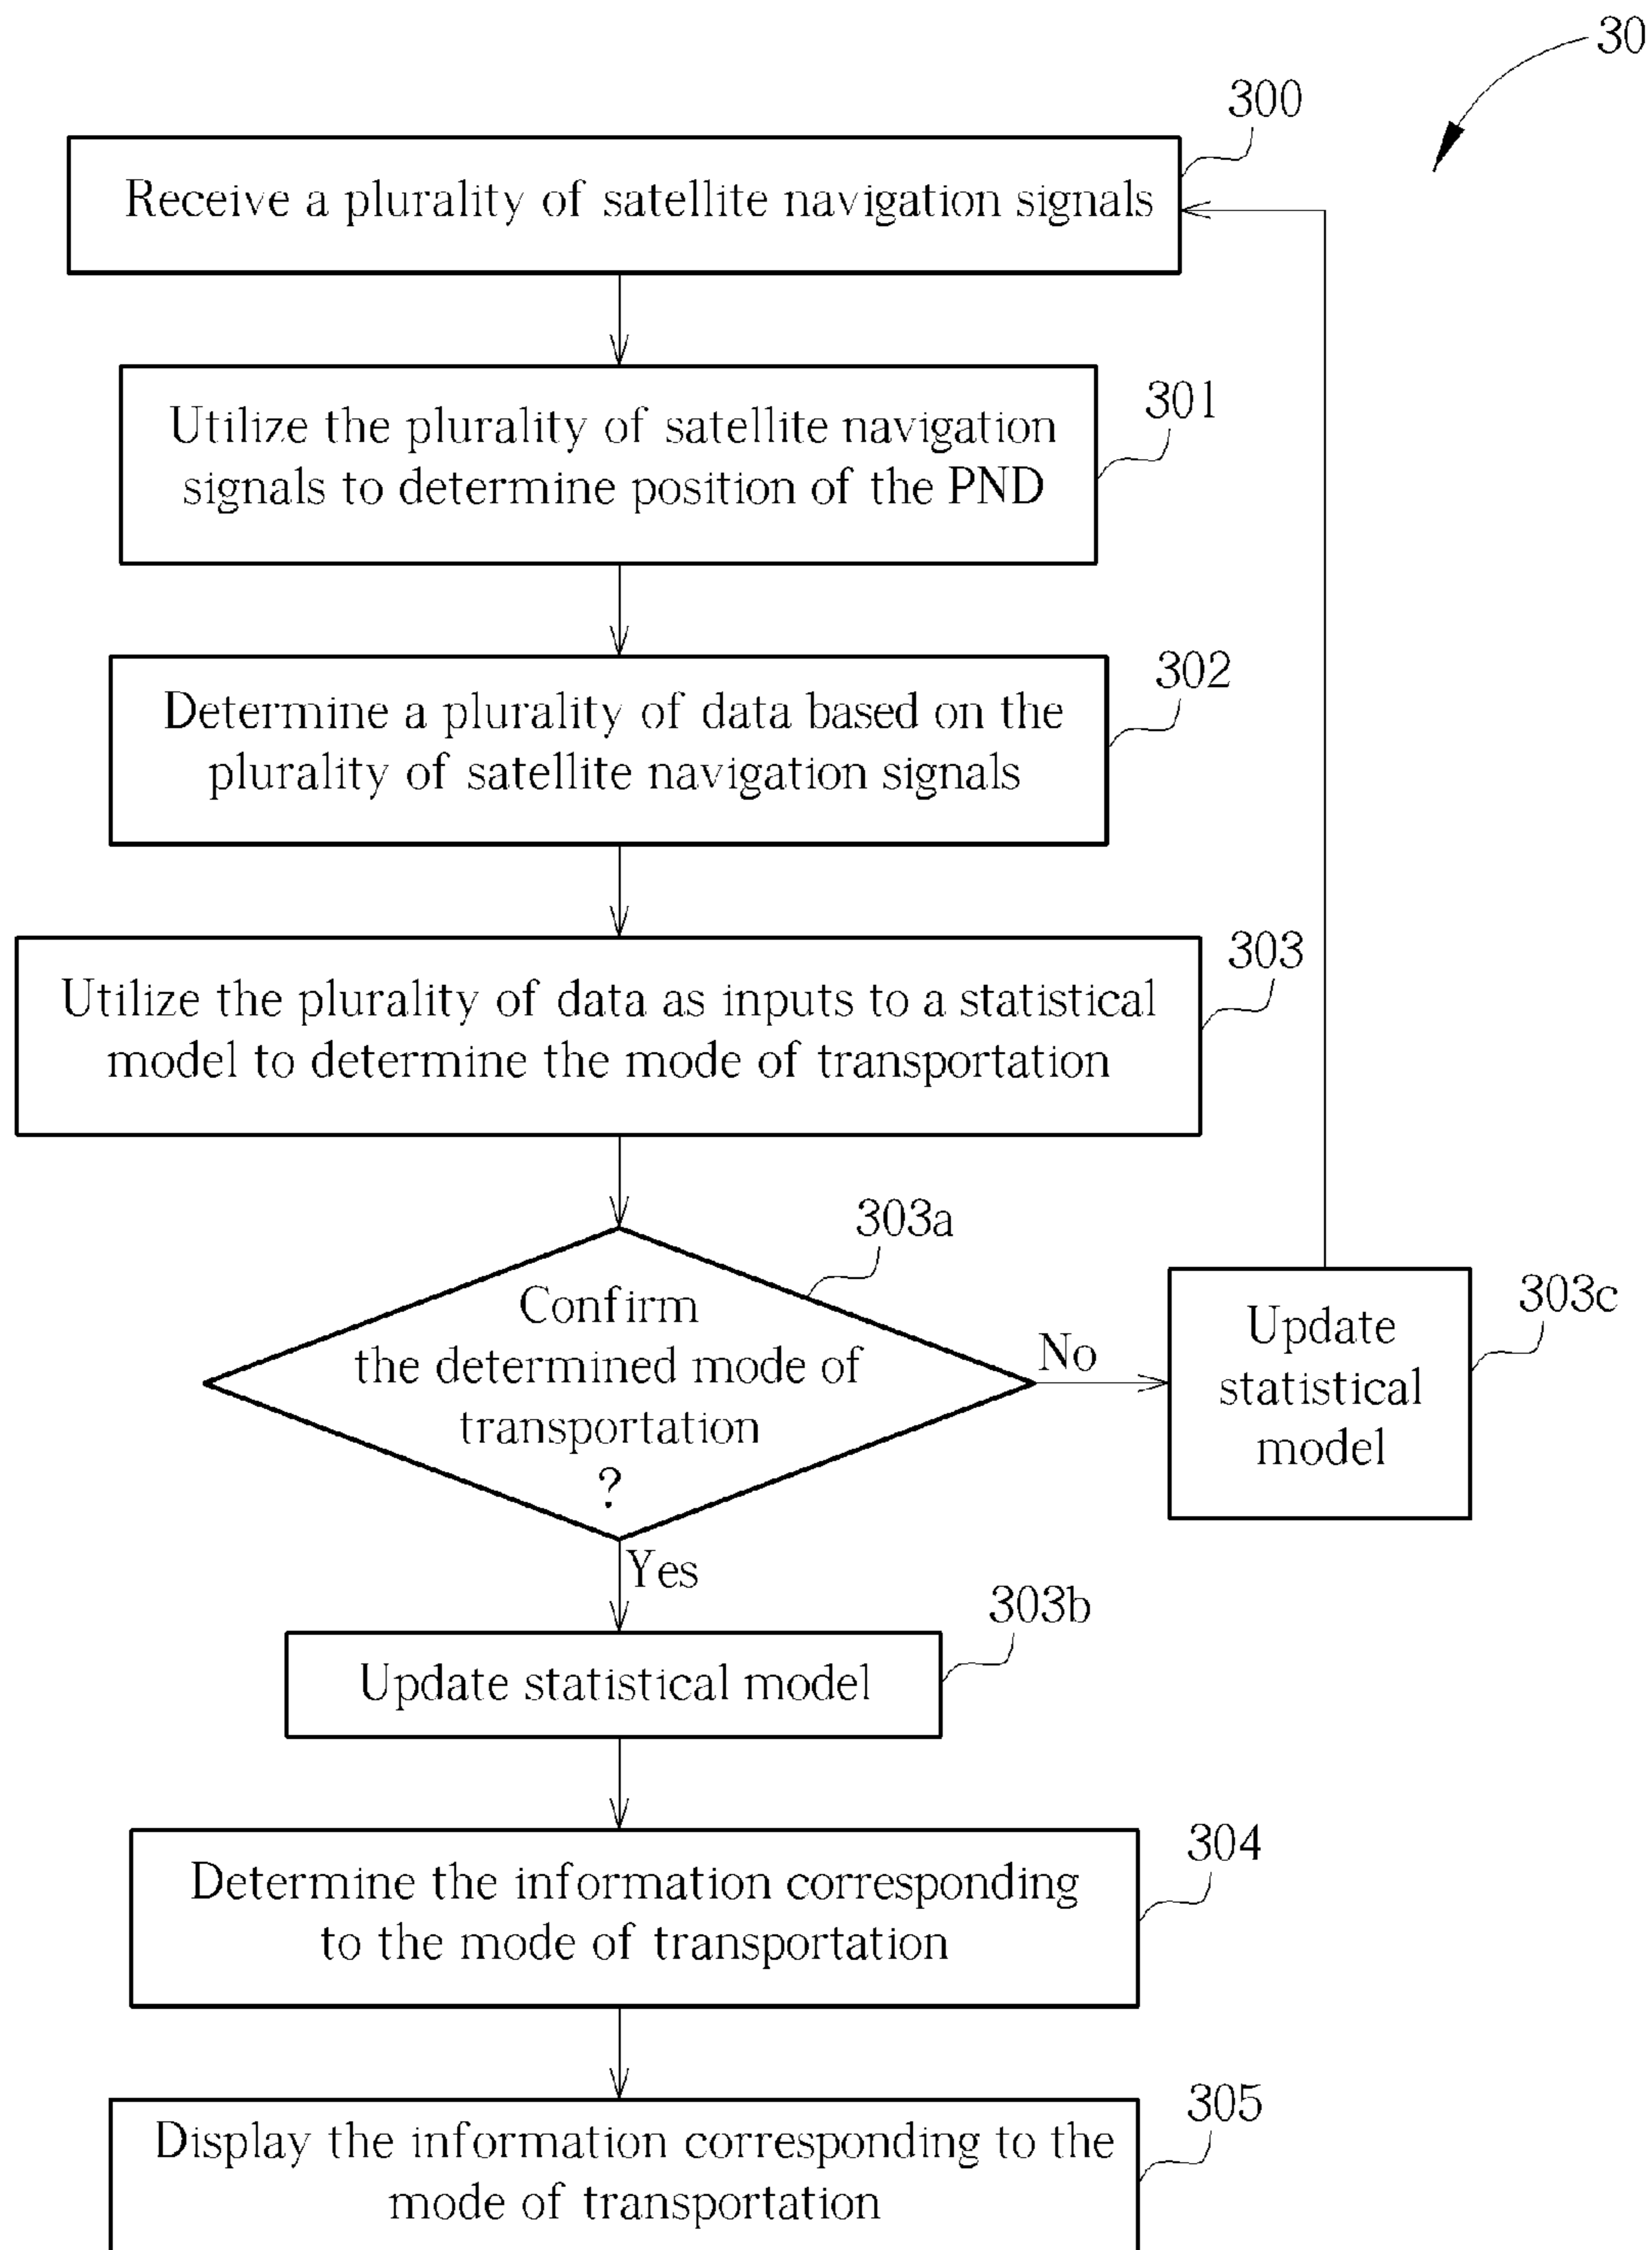 30
300
Receive a plurality of satellite navigation signals
301
Utilize the plurality of satellite navigation
signals to determine position of the PND
302
Determine a plurality of data based on the
plurality of satellite navigation signals
303
Utilize the plurality of data as inputs to a statistical
model to determine the mode of transportation
303a
Confirm
the determined mode of
transportation
?
No
303c
Update
statistical
model
Yes
303b
Update statistical model
304
Determine the information corresponding
to the mode of transportation
305
Display the information corresponding to the
mode of transportation